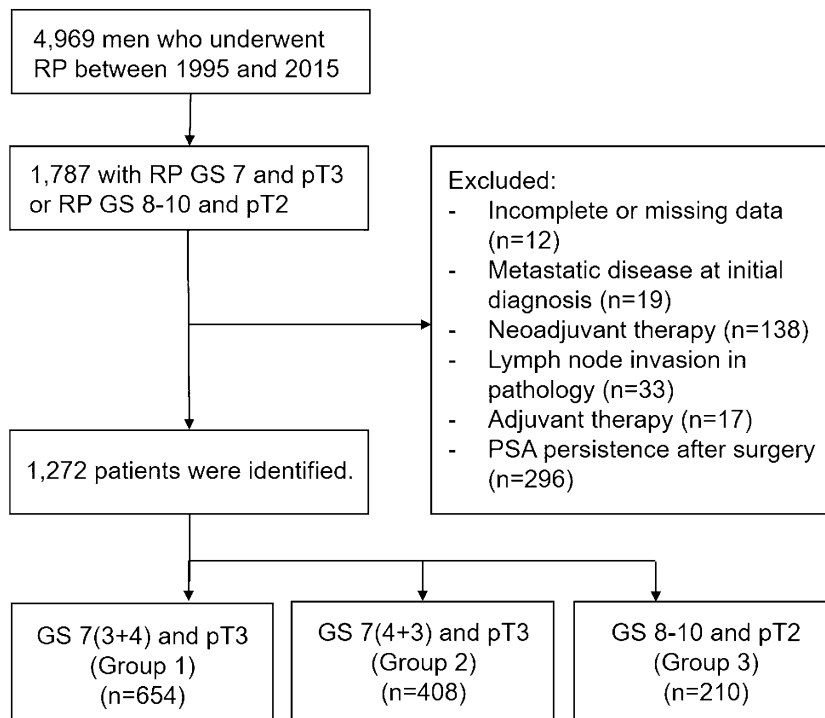 4,969 men who underwent
RP between 1995 and 2015
1,787 with RP GS 7 and pT3
or RP GS 8-10 and pT2
Excluded:
- Incomplete or missing data
(n=12)
- Metastatic disease at initial
diagnosis (n=19)
- Neoadjuvant therapy (n=138)
- Lymph node invasion in
pathology (n=33)
- Adjuvant therapy (n=17)
- PSA persistence after surgery
(n=296)
1,272 patients were identified.
GS 7(3+4) and pT3
(Group 1)
(n=654)
GS 7(4+3) and pT3
(Group 2)
(n=408)
GS 8-10 and pT2
(Group 3)
(n=210)